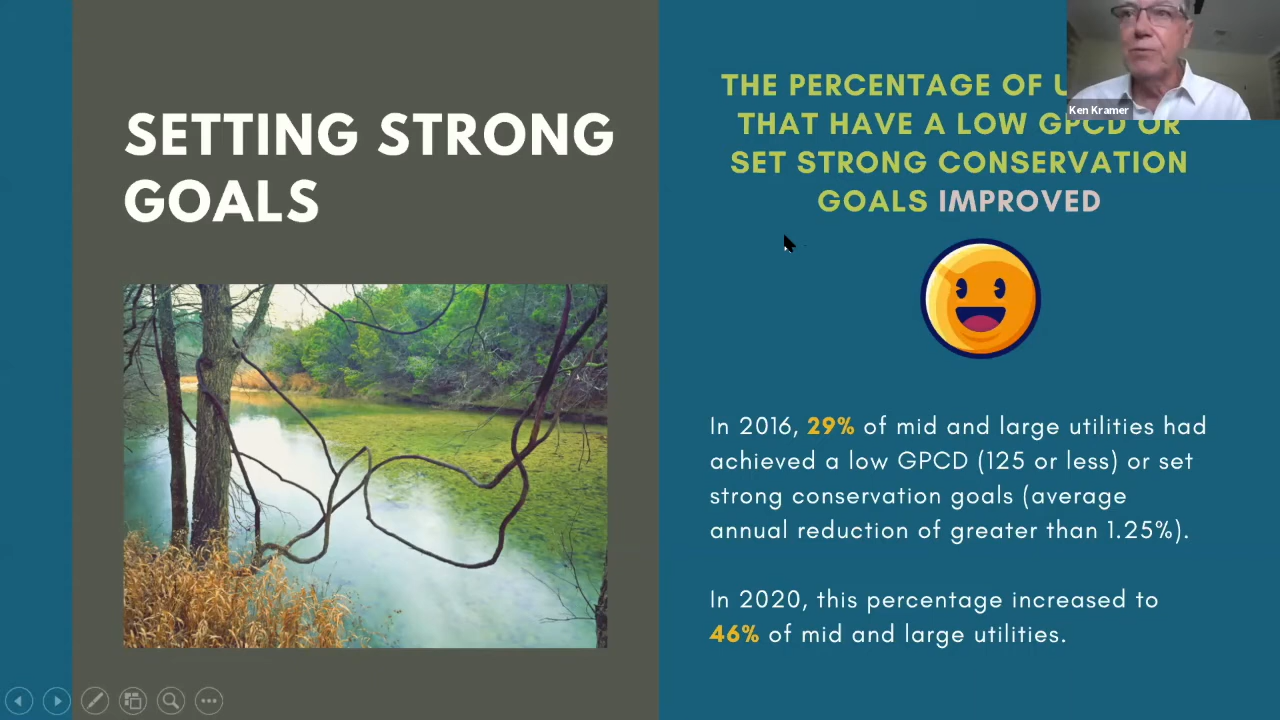 SETTING STRONG
GOALS
THE PERCENTAGE OF
THAT HAVE A LOW GPCD OR
SET STRONG CONSERVATION
GOALS IMPROVED
Ken Kramer
In 2016, 29% of mid and large utilities had
achieved a low GPCD (125 or less) or set
strong conservation goals (average
annual reduction of greater than 1.25%).
In 2020, this percentage increased to
46% of mid and large utilities.